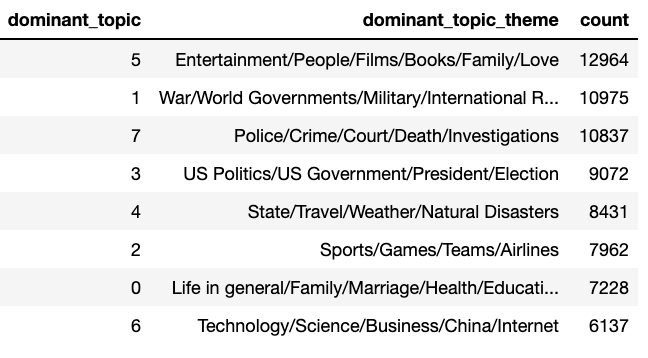 dominant_topic dominant_topic_theme count
5 Entertainment/People/Films/Books/Family/Love 12964
1 War/World Governments/Military/International R... 10975
7 Police/Crime/Court/Death/Investigations 10837
3 US Politics/US Government/President/Election 9072
4 State/Travel/Weather/Natural Disasters 8431
2 Sports/Games/Teams/Airlines 7962
0 Life in general/Family/Marriage/Health/Educati... 7228
6 Technology/Science/Business/China/Internet 6137